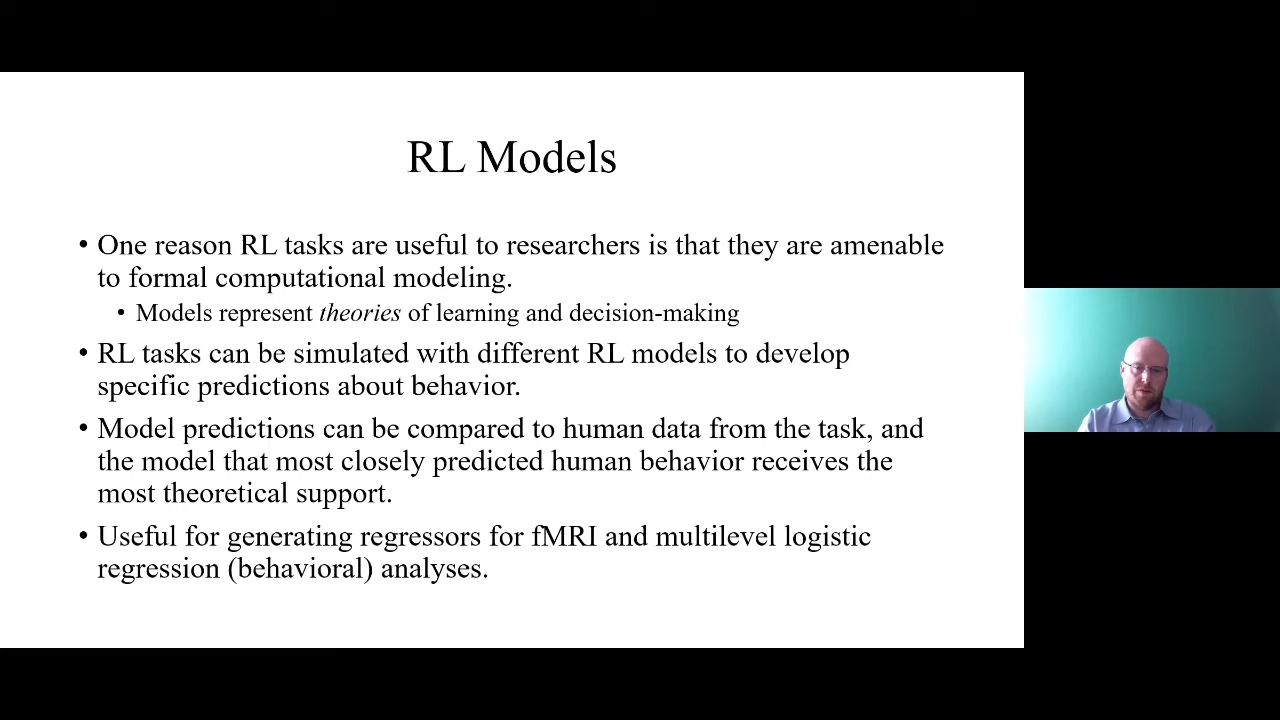 RL Models
• One reason RL tasks are useful to researchers is that they are amenable
to formal computational modeling.
• Models represent theories of learning and decision-making
• RL tasks can be simulated with different RL models to develop
specific predictions about behavior.
• Model predictions can be compared to human data from the task, and
the model that most closely predicted human behavior receives the
most theoretical support.
• Useful for generating regressors for fMRI and multilevel logistic
regression (behavioral) analyses.